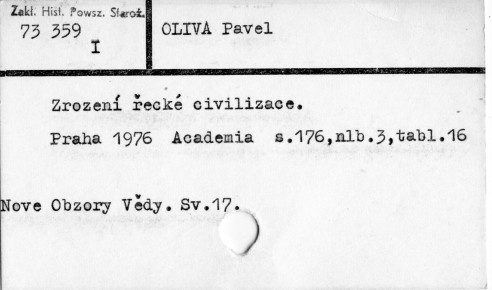 Zakł. Hist. Powsz. Staroż.
73 359
I
OLIVA Pavel
Zrození řecké civilizace.
Praha 1976 Academia s.176,nlb.3,tabl.16
Nove Obzory Vědy. Sv.17.